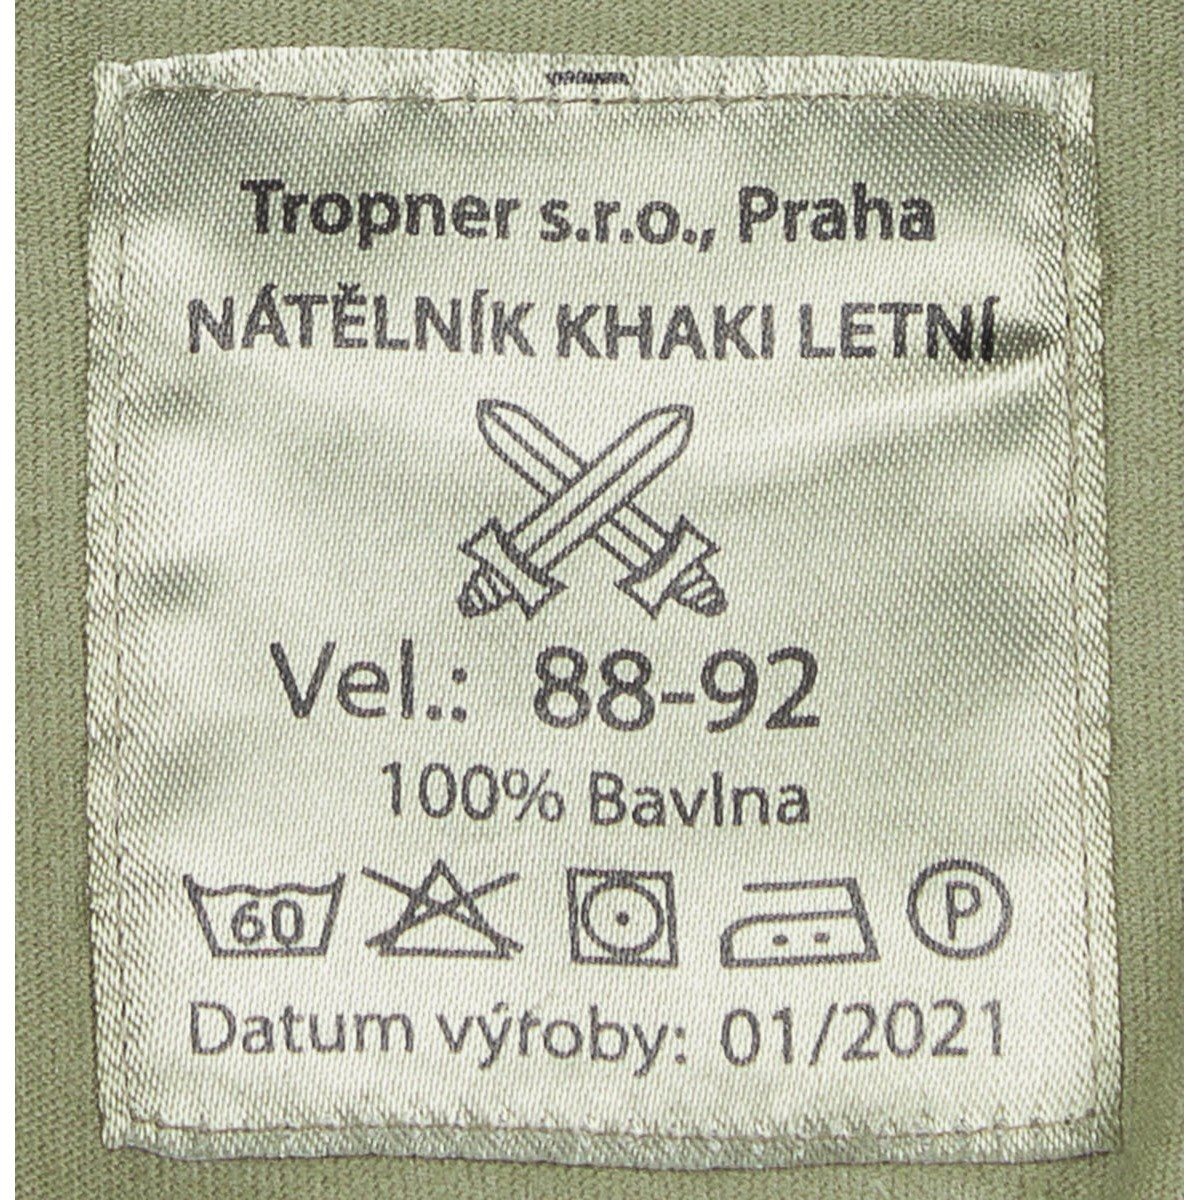 Tropner s.r.o., Praha
NÁTĚLNÍK KHAKI LETNÍ
Vel.: 88-92
100% Bavlna
60 P
Datum výroby: 01/2021